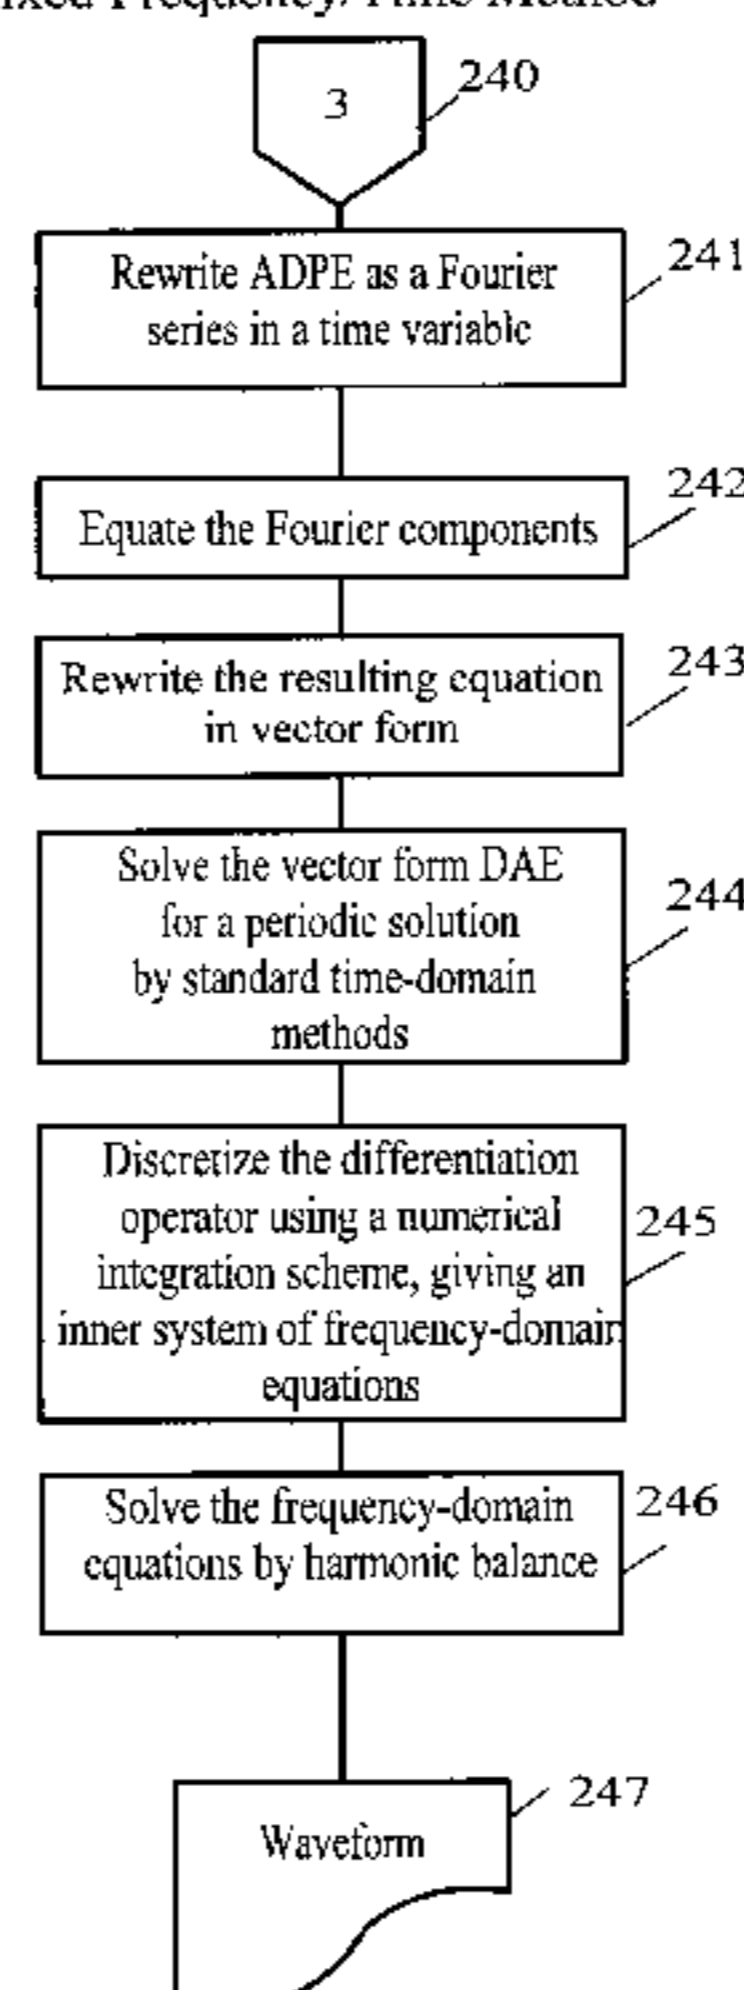 ixed Frequency/Time Method
3
240
Rewrite ADPE as a Fourier
series in a time variable
241
Equate the Fourier components
242
Rewrite the resulting equation
in vector form
243
Solve the vector form DAE
for a periodic solution
by standard time-domain
methods
244
Discretize the differentiation
operator using a numerical
integration scheme, giving an
inner system of frequency-domain
equations
245
Solve the frequency-domain
equations by harmonic balance
246
Waveform
247